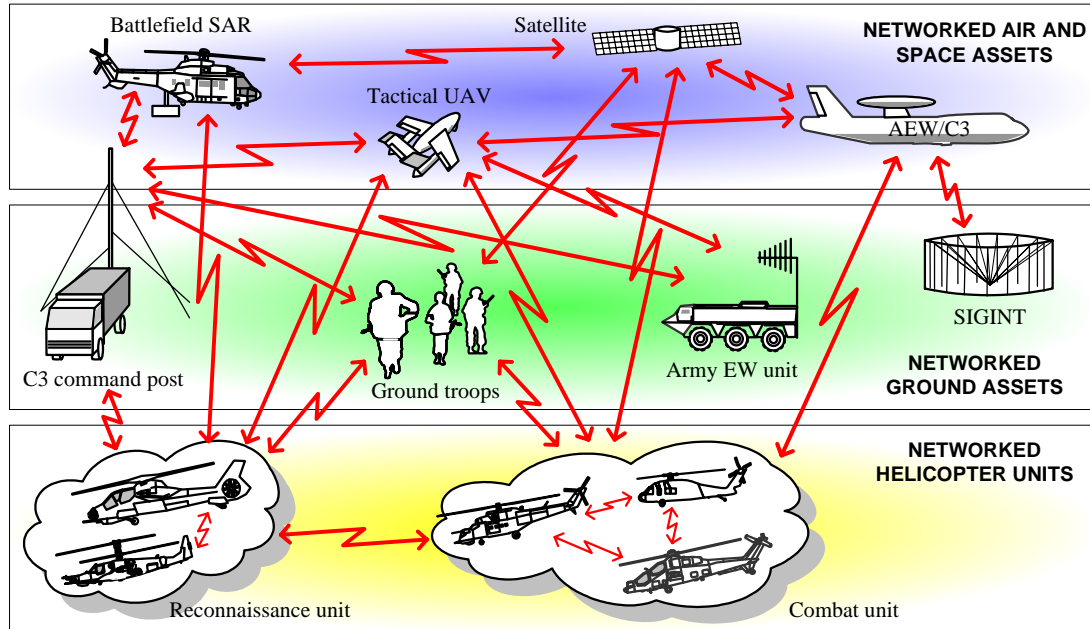 Battlefield SAR
Satellite
NETWORKED AIR AND
SPACE ASSETS
Tactical UAV
AEW/C3
SIGINT
C3 command post
Ground troops
Army EW unit
NETWORKED
GROUND ASSETS
NETWORKED
HELICOPTER UNITS
Reconnaissance unit
Combat unit